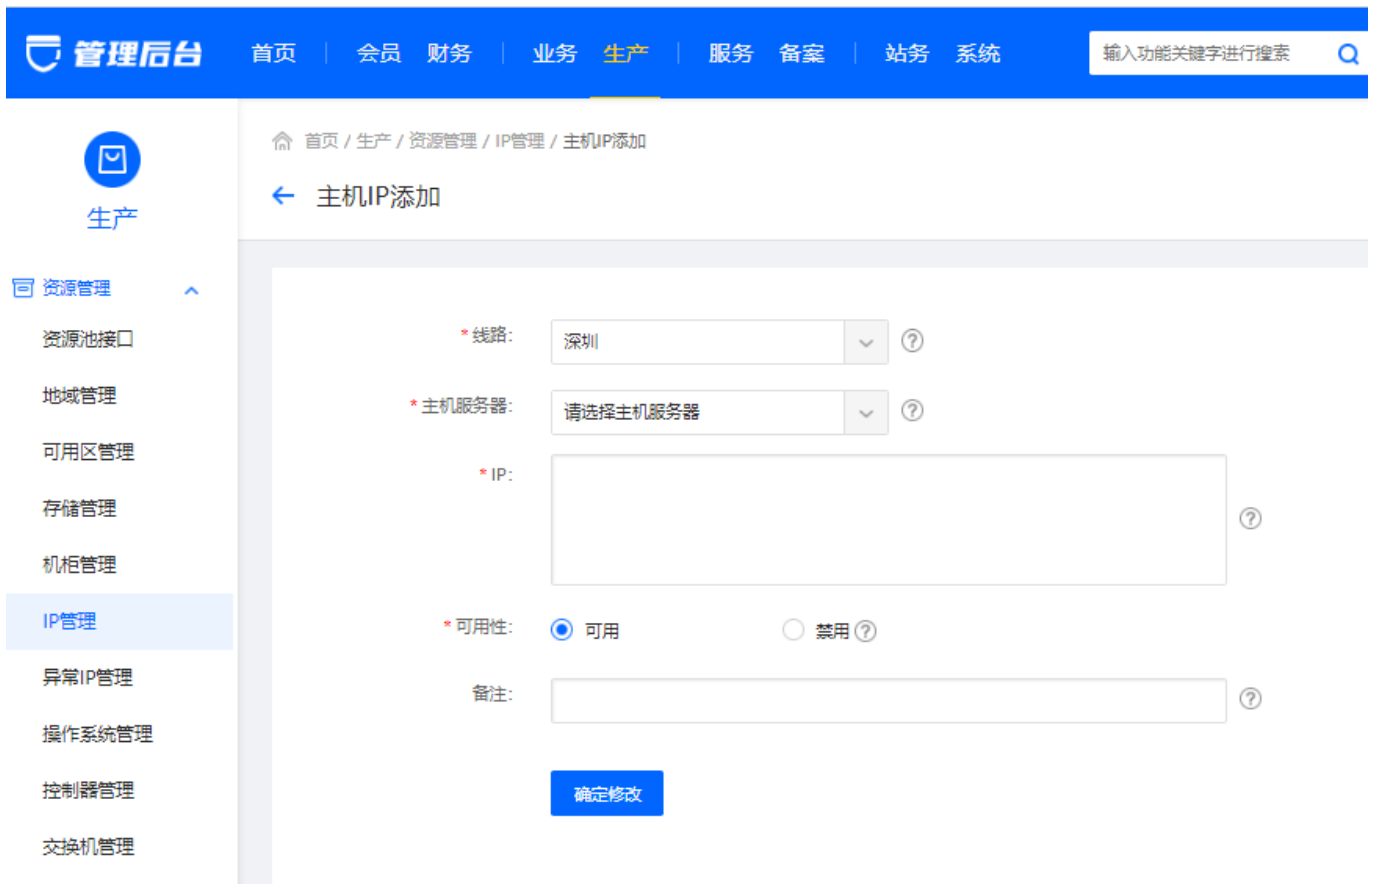 管理后台
首页 会员 财务 业务 生产 服务 备案 站务 系统
输入功能关键字进行搜索
首页 / 生产 / 资源管理 / IP管理 / 主机IP添加
主机IP添加
生产
资源管理
资源池接口
地域管理
可用区管理
存储管理
机柜管理
IP管理
异常IP管理
操作系统管理
控制器管理
交换机管理
*线路: 深圳
*主机服务器: 请选择主机服务器
*IP:
*可用性: 可用 禁用
备注:
确定修改